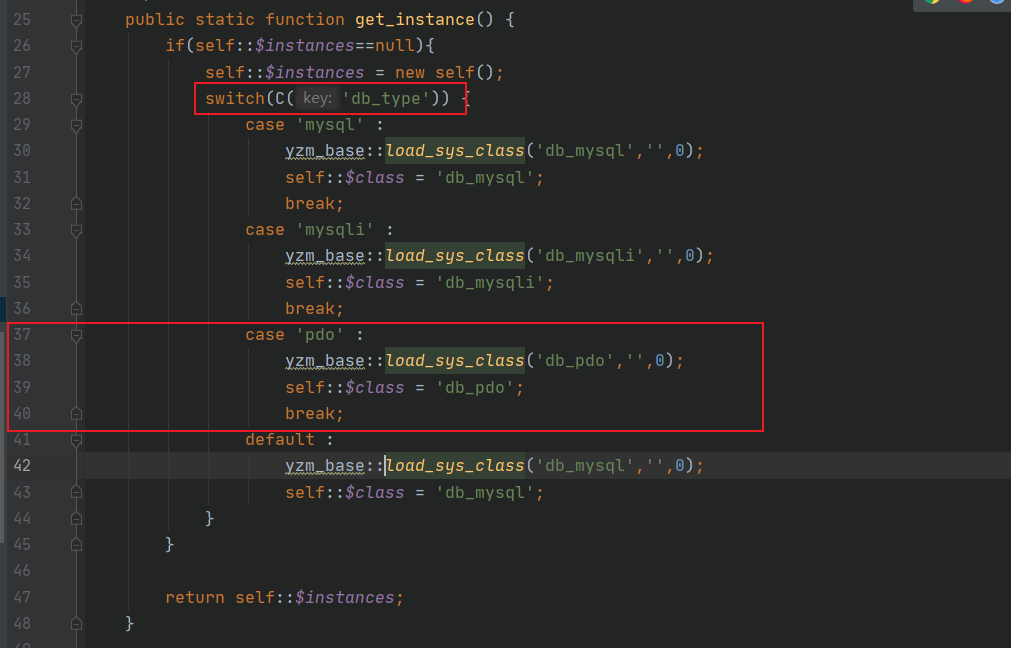 25 public static function get_instance() {
26 if(self::$instances==null){
27 self::$instances = new self();
28 switch(C( key: 'db_type')) {
29 case 'mysql' :
30 yzm_base::load_sys_class('db_mysql','',0);
31 self::$class = 'db_mysql';
32 break;
33 case 'mysqli' :
34 yzm_base::load_sys_class('db_mysqli','',0);
35 self::$class = 'db_mysqli';
36 break;
37 case 'pdo' :
38 yzm_base::load_sys_class('db_pdo','',0);
39 self::$class = 'db_pdo';
40 break;
41 default :
42 yzm_base::load_sys_class('db_mysql','',0);
43 self::$class = 'db_mysql';
44 }
45 }
46
47 return self::$instances;
48 }